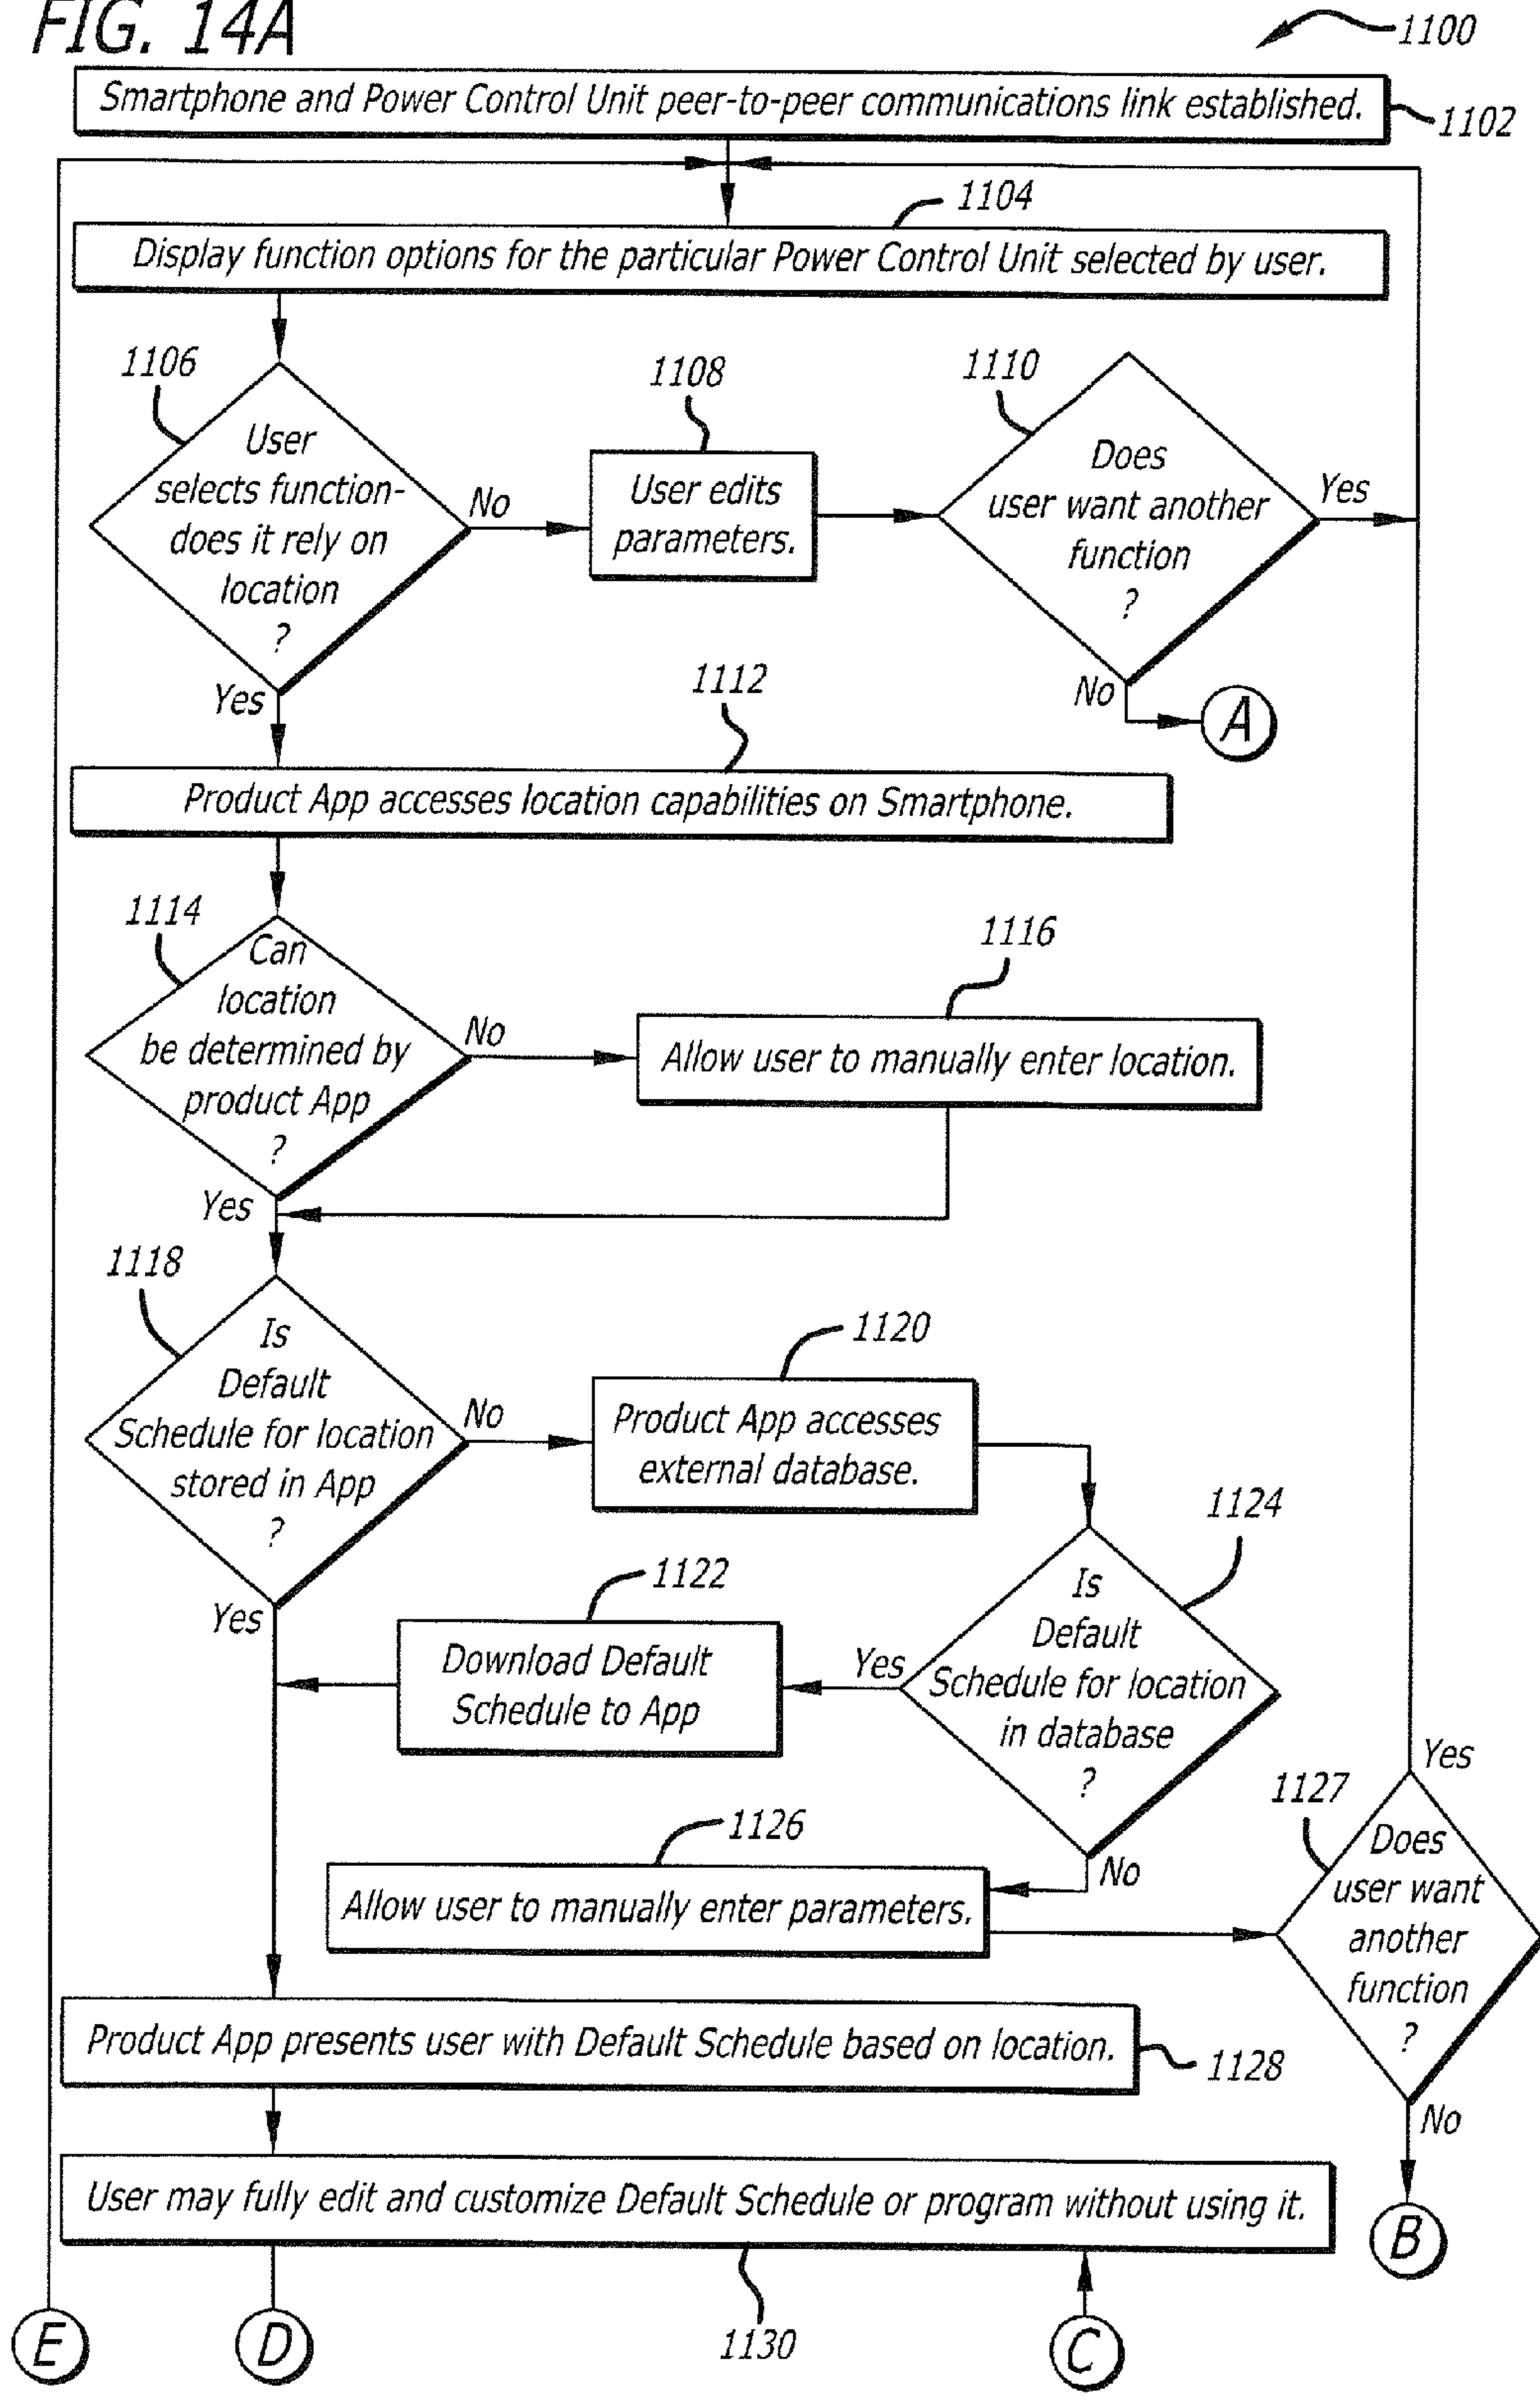 FIG. 14A
1100
Smartphone and Power Control Unit peer-to-peer communications link established.
1102
1104
Display function options for the particular Power Control Unit selected by user.
1106
User
selects function-
does it rely on
location
?
No
Yes
1108
User edits
parameters.
1110
Does
user want another
function
?
Yes
No
A
1112
Product App accesses location capabilities on Smartphone.
1114
Can
location
be determined by
product App
?
No
Yes
1116
Allow user to manually enter location.
1118
Is
Default
Schedule for location
stored in App
?
No
Yes
1120
Product App accesses
external database.
1124
Is
Default
Schedule for location
in database
?
Yes
No
1122
Download Default
Schedule to App
1126
Allow user to manually enter parameters.
1127
Does
user want
another
function
?
Yes
No
B
Product App presents user with Default Schedule based on location.
1128
User may fully edit and customize Default Schedule or program without using it.
1130
E
D
C